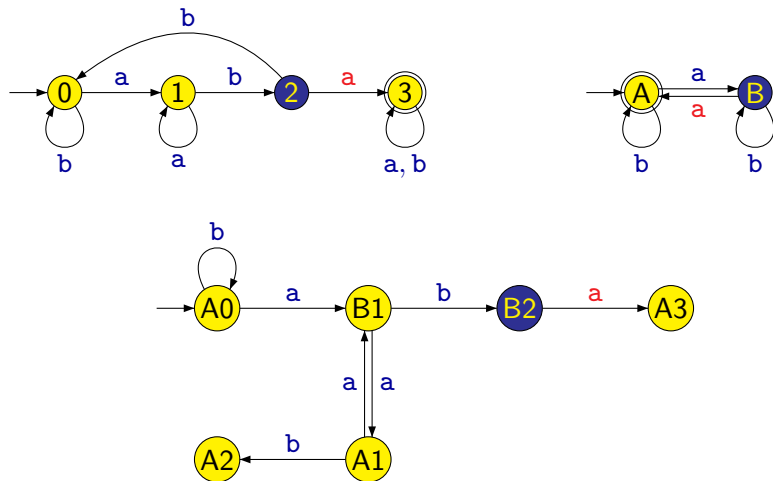 b
a b a a
0 1 2 3 A B
a
b a a, b b b
b
a b a
A0 B1 B2 A3
a a
b
A2 A1